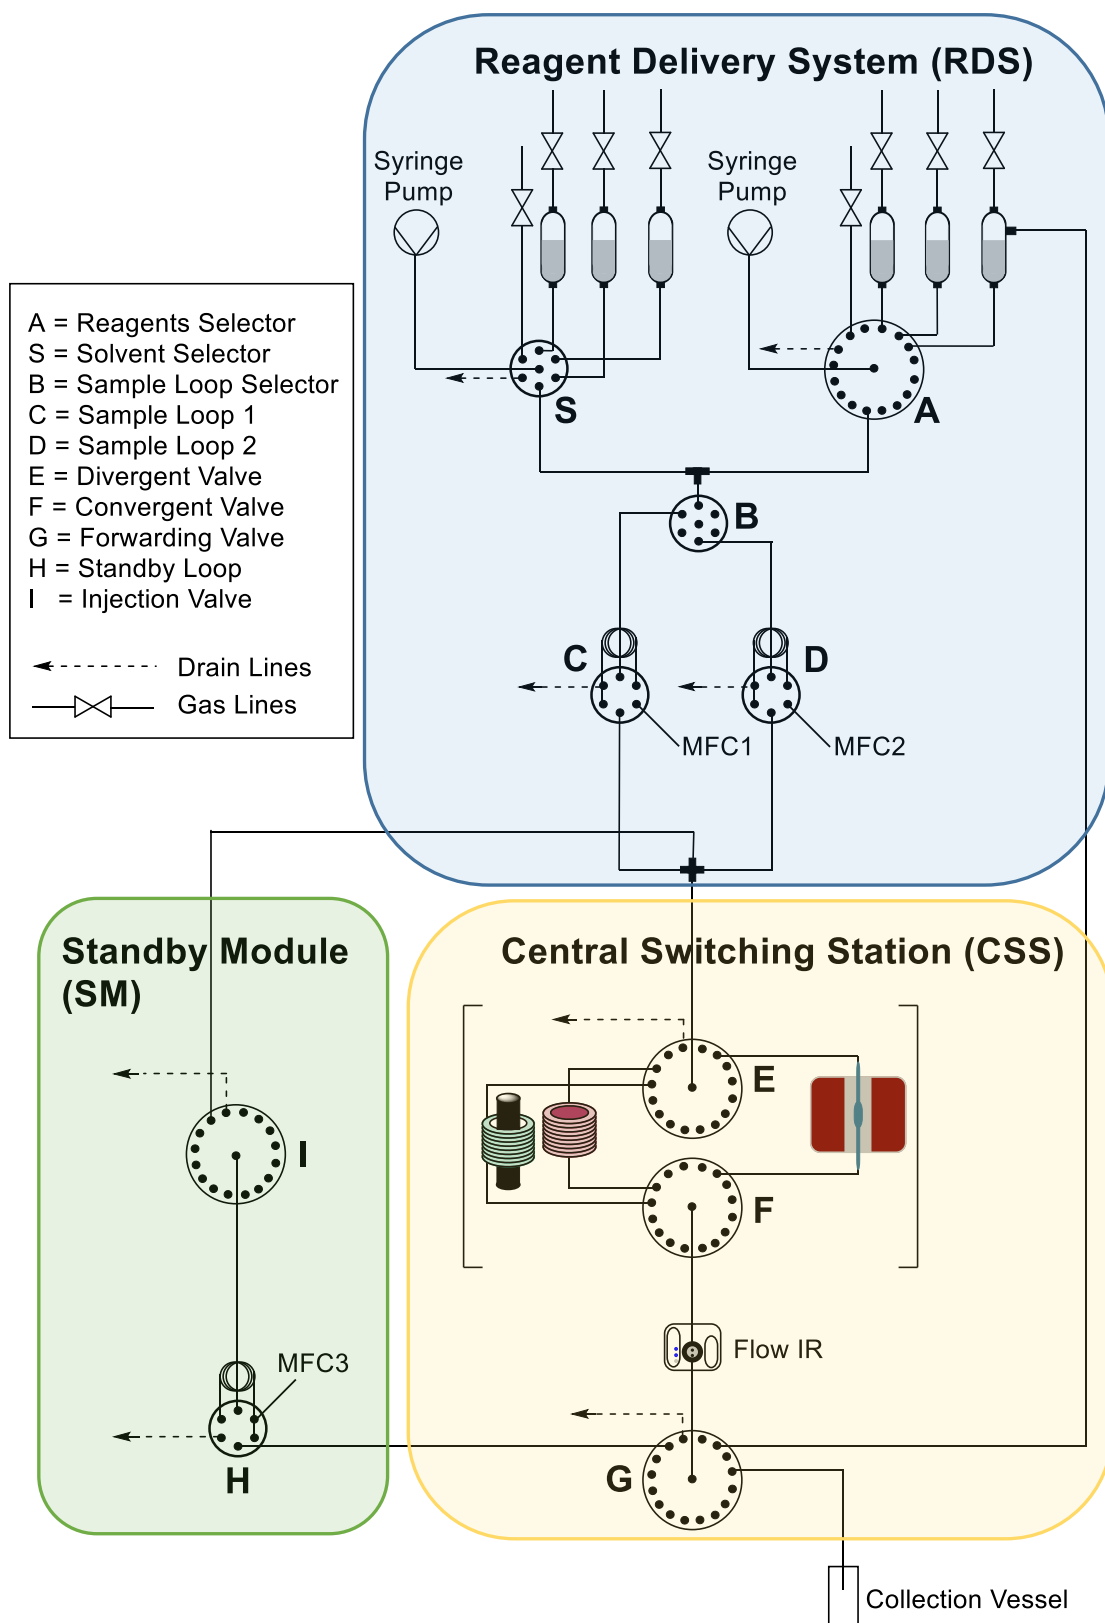 Reagent Delivery System (RDS)
Syringe
Pump
Syringe
Pump
A = Reagents Selector
S = Solvent Selector
B = Sample Loop Selector
C = Sample Loop 1
D = Sample Loop 2
E = Divergent Valve
F = Convergent Valve
G = Forwarding Valve
H = Standby Loop
I = Injection Valve
Drain Lines
Gas Lines
S
A
B
C
D
MFC1
MFC2
Standby Module
(SM)
Central Switching Station (CSS)
E
I
F
Flow IR
MFC3
H
G
Collection Vessel